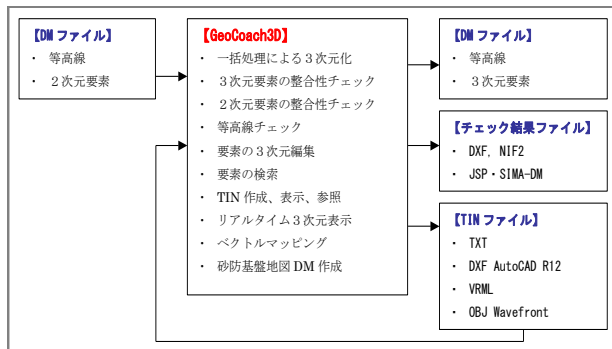 【DMファイル】
・ 等高線
・ 2次元要素
【GeoCoach3D】
・ 一括処理による3次元化
・ 3次元要素の整合性チェック
・ 2次元要素の整合性チェック
・ 等高線チェック
・ 要素の3次元編集
・ 要素の検索
・ TIN 作成、表示、参照
・ リアルタイム3次元表示
・ ベクトルマッピング
・ 砂防基盤地図 DM 作成
【DMファイル】
・ 等高線
・ 3次元要素
【チェック結果ファイル】
・ DXF, NIF2
・ JSP・SIMA-DM
【TINファイル】
・ TXT
・ DXF AutoCAD R12
・ VRML
・ OBJ Wavefront